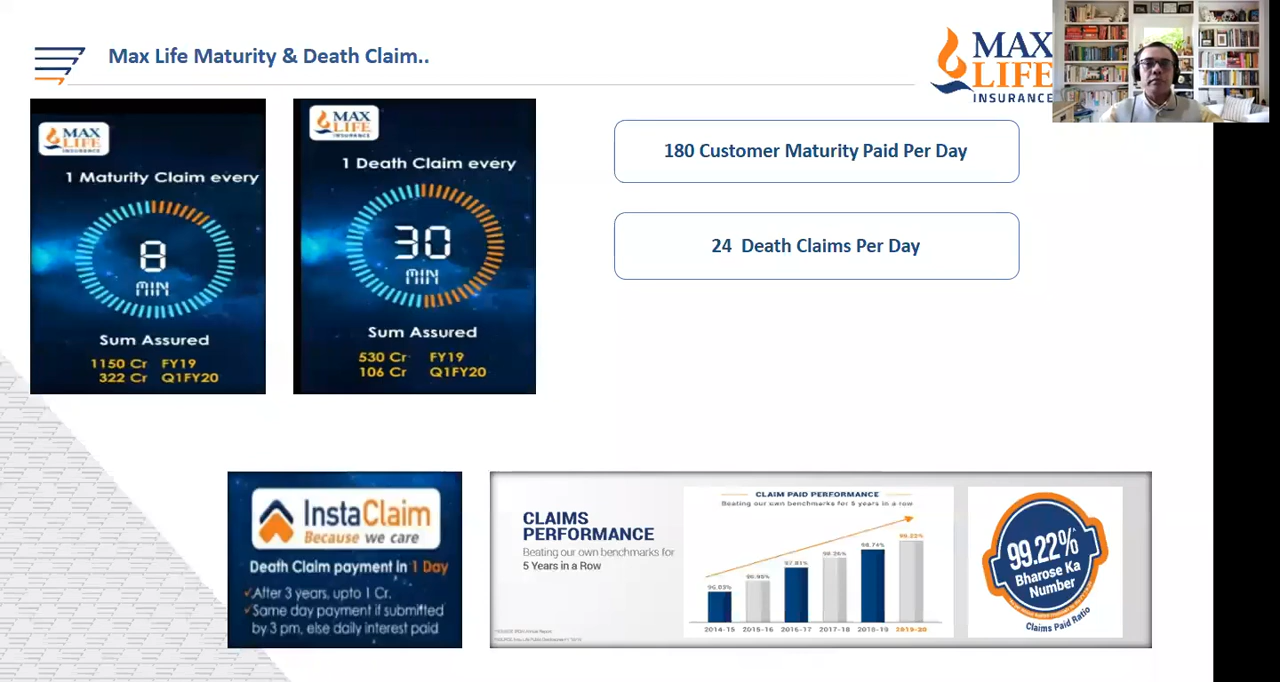 Max Life Maturity & Death Claim..
MAX
LIFE
INSURANCE
MAX
LIFE
INSURANCE
1 Maturity Claim every
8
MIN
Sum Assured
1150 Cr FY19
322 Cr Q1FY20
MAX
LIFE
INSURANCE
1 Death Claim every
30
MIN
Sum Assured
530 Cr FY19
106 Cr Q1FY20
180 Customer Maturity Paid Per Day
24 Death Claims Per Day
InstaClaim
Because we care
Death Claim payment in 1 Day
After 3 years, upto 1 Cr.
Same day payment if submitted
by 3 pm, else daily interest paid
CLAIMS
PERFORMANCE
Beating our own benchmarks for
5 Years in a Row
CLAIM PAID PERFORMANCE
Beating our own benchmarks for 5 years in a row
96.03% 96.95% 97.81% 98.26% 98.74% 99.22%
2014-15 2015-16 2016-17 2017-18 2018-19 2019-20
99.22%
Bharose Ka
Number
Claims Paid Ratio